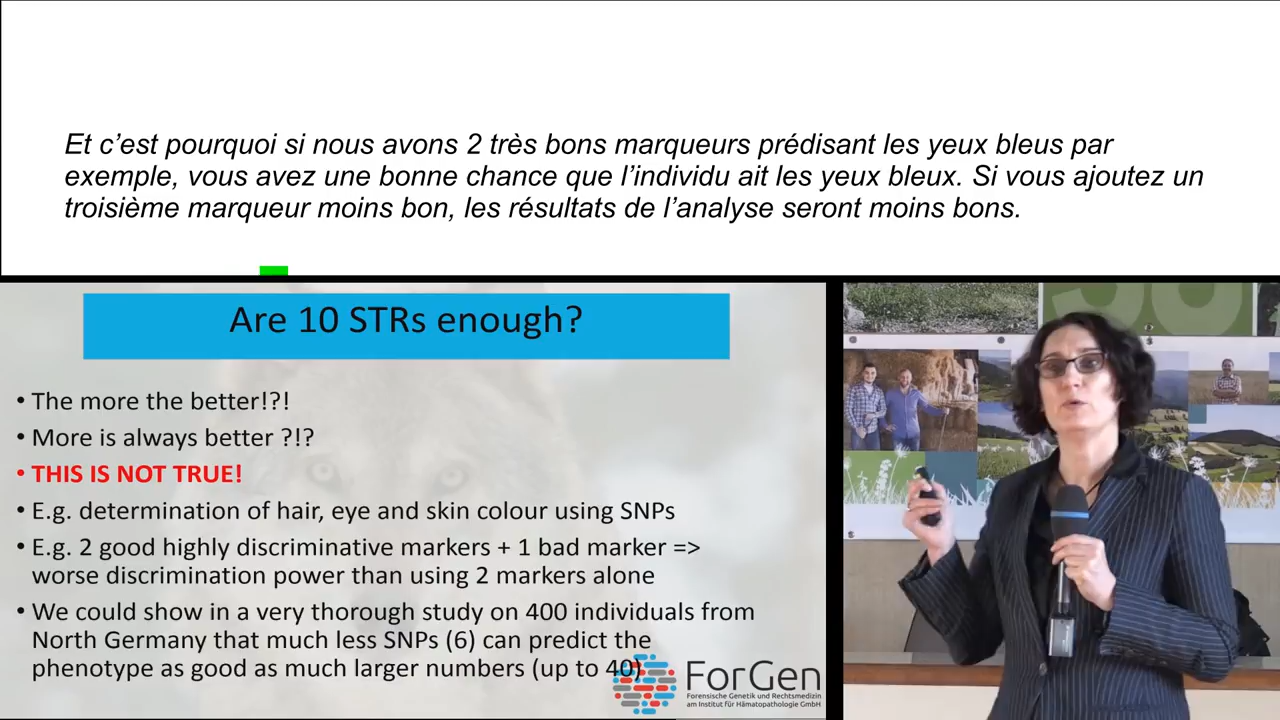 Et c’est pourquoi si nous avons 2 très bons marqueurs prédisant les yeux bleus par
exemple, vous avez une bonne chance que l’individu ait les yeux bleux. Si vous ajoutez un
troisième marqueur moins bon, les résultats de l’analyse seront moins bons.
Are 10 STRs enough?
• The more the better!?!
• More is always better ?!?
• THIS IS NOT TRUE!
• E.g. determination of hair, eye and skin colour using SNPs
• E.g. 2 good highly discriminative markers + 1 bad marker =>
worse discrimination power than using 2 markers alone
• We could show in a very thorough study on 400 individuals from
North Germany that much less SNPs (6) can predict the
phenotype as good as much larger numbers (up to 40)
ForGen
Forensische Genetik und Rechtsmedizin
am Institut für Hämatopathologie GmbH